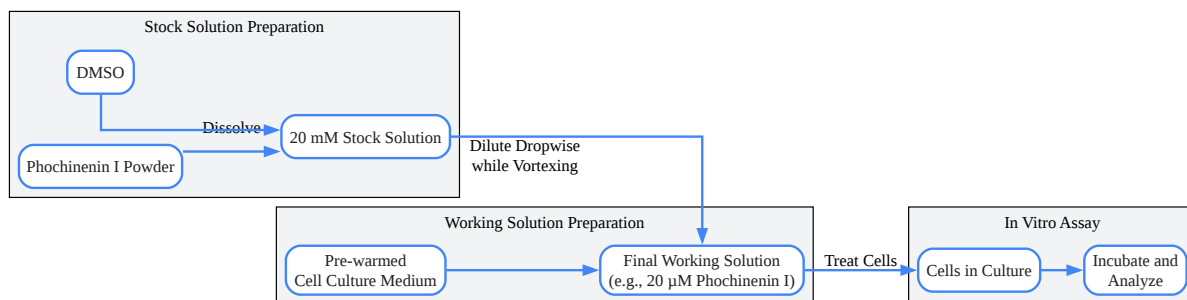 Stock Solution Preparation
DMSO
Dissolve
20 mM Stock Solution
Phochinenin I Powder
Dilute Dropwise
while Vortexing
Working Solution Preparation
Pre-warmed
Cell Culture Medium
Final Working Solution
(e.g., 20 µM Phochinenin I)
Treat Cells
In Vitro Assay
Cells in Culture
Incubate and
Analyze